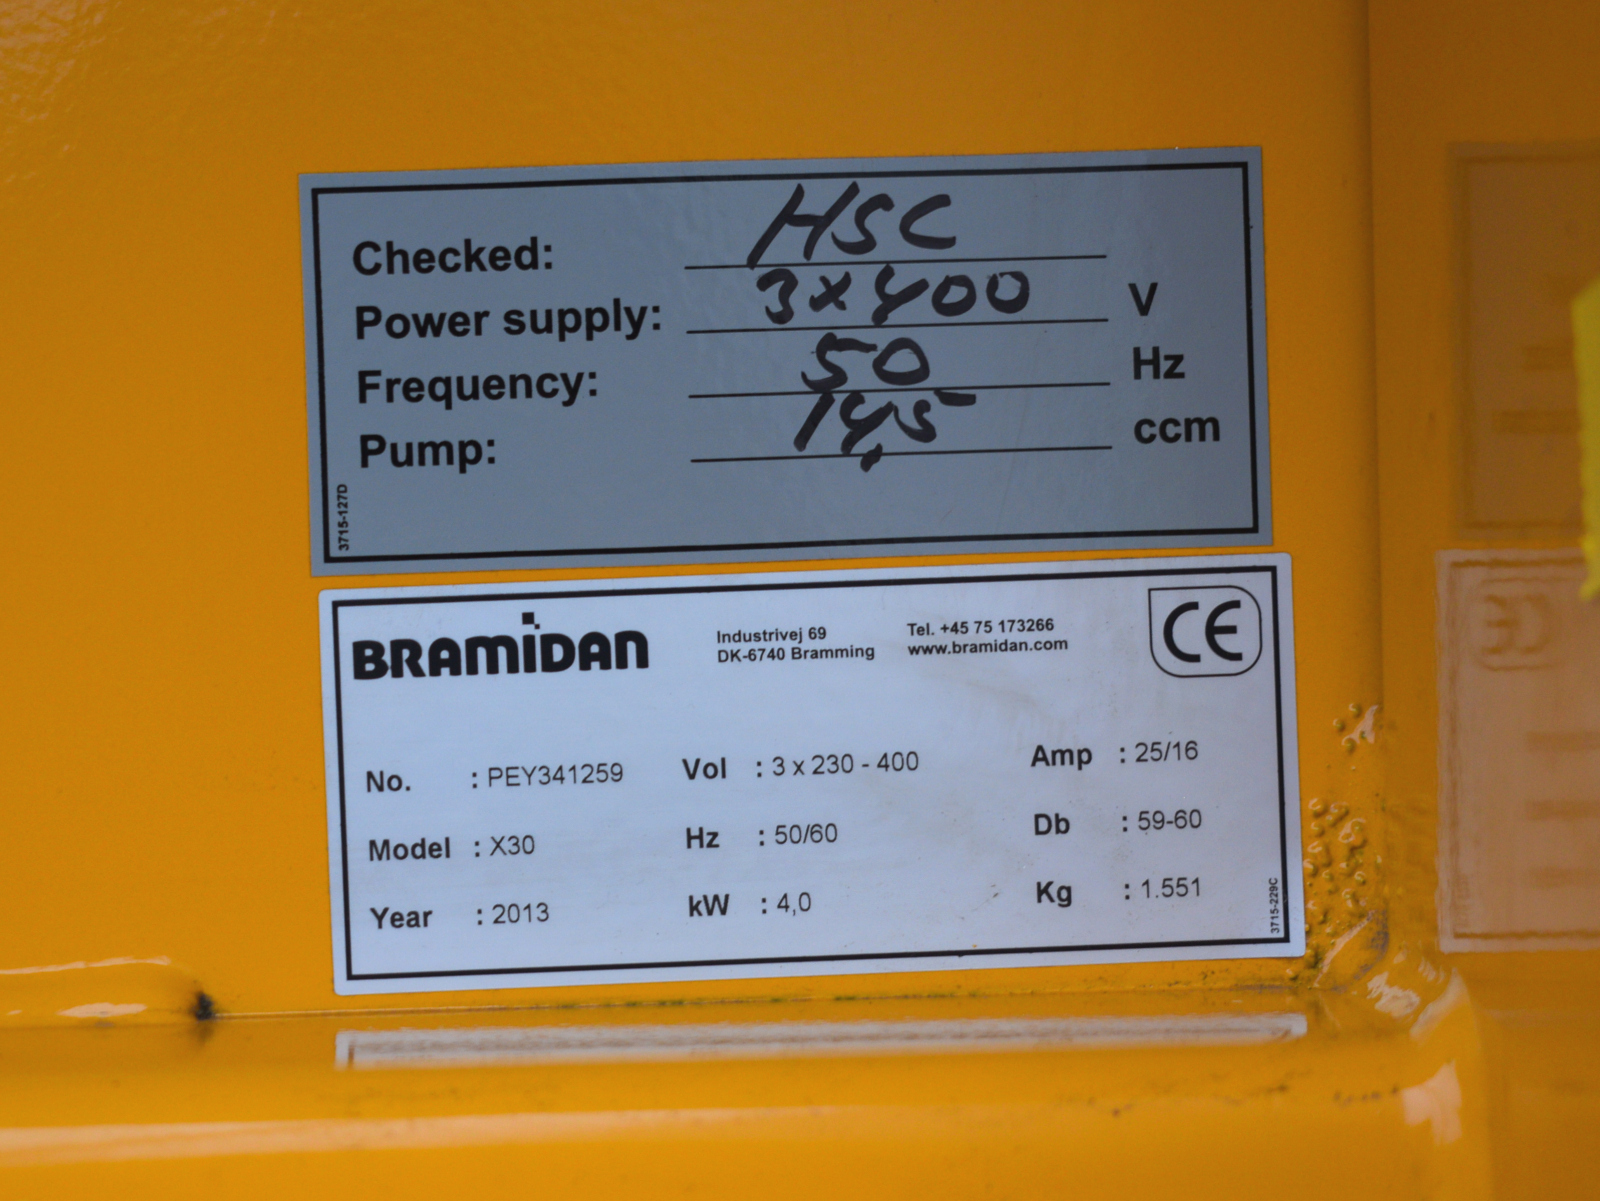 Checked: HSC
Power supply: 3x400 V
Frequency: 50 Hz
Pump: 14,5 ccm
3715-127D
BRAMIDAN
Industrivej 69
DK-6740 Bramming
Tel. +45 75 173266
www.bramidan.com
CE
No. : PEY341259 Vol : 3 x 230 - 400 Amp : 25/16
Model : X30 Hz : 50/60 Db : 59-60
Year : 2013 kW : 4,0 Kg : 1.551
3715-229C